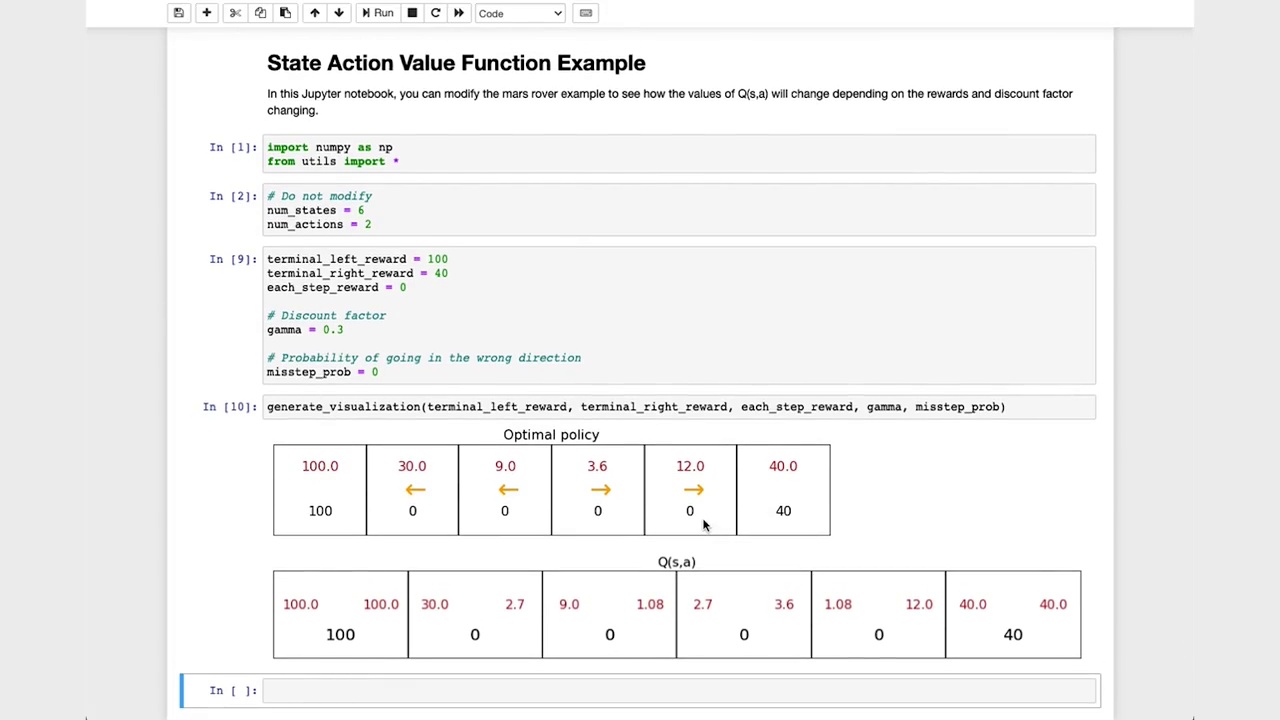 Run
Code
State Action Value Function Example
In this Jupyter notebook, you can modify the mars rover example to see how the values of Q(s,a) will change depending on the rewards and discount factor
changing.
In [1]: import numpy as np
from utils import *
In [2]: # Do not modify
num_states = 6
num_actions = 2
In [9]: terminal_left_reward = 100
terminal_right_reward = 40
each_step_reward = 0
# Discount factor
gamma = 0.3
# Probability of going in the wrong direction
misstep_prob = 0
In [10]: generate_visualization(terminal_left_reward, terminal_right_reward, each_step_reward, gamma, misstep_prob)
Optimal policy
100.0 30.0 9.0 3.6 12.0 40.0
← ← → →
100 0 0 0 0 40
Q(s,a)
100.0 100.0 30.0 2.7 9.0 1.08 2.7 3.6 1.08 12.0 40.0 40.0
100 0 0 0 0 40
In [ ]: